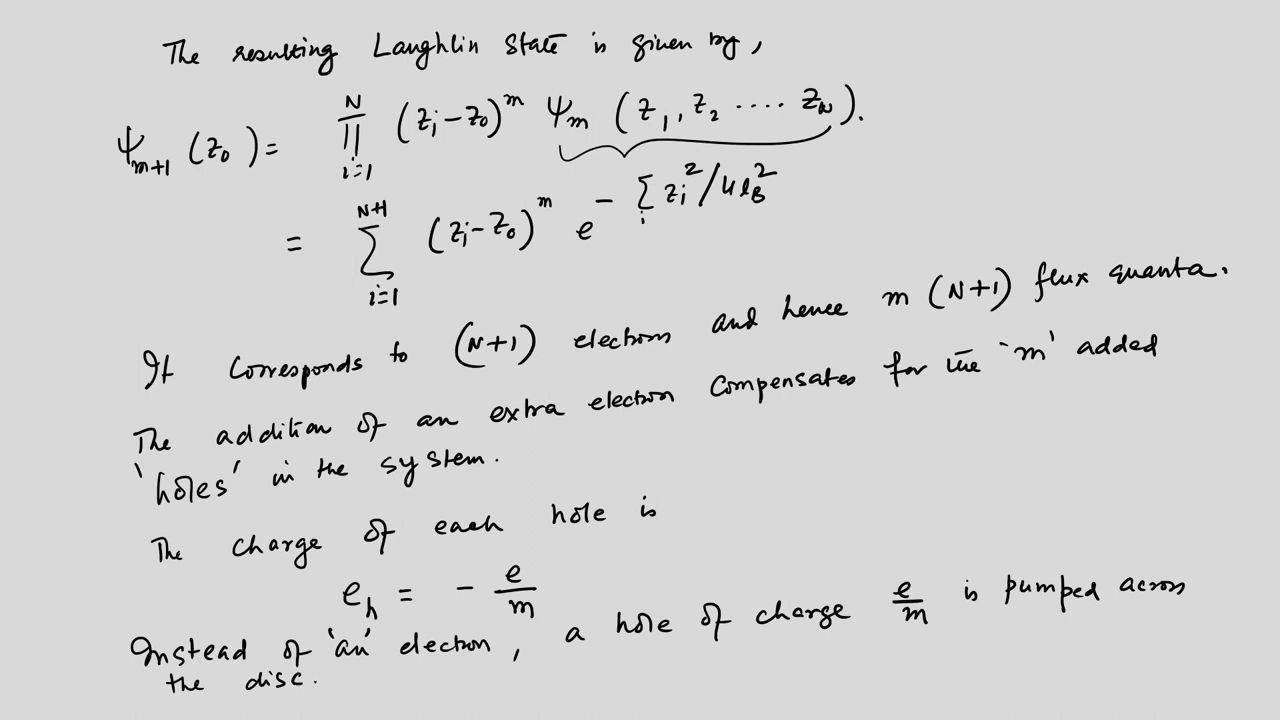 The resulting Laughlin state is given by,
ψ_{m+1} (z_0) = ∏_{i=1}^{N} (z_i - z_0)^m ψ_m (z_1, z_2 .... z_N).
= ∑_{i=1}^{N+1} (z_i - z_0)^m e^{- ∑_i z_i^2 / 4l_B^2}
It corresponds to (N+1) electrons and hence m (N+1) flux quanta.
The addition of an extra electron compensates for the 'm' added
'holes' in the system.
The charge of each hole is
e_h = - e/m
Instead of 'an' electron, a hole of charge e/m is pumped across
the disc.